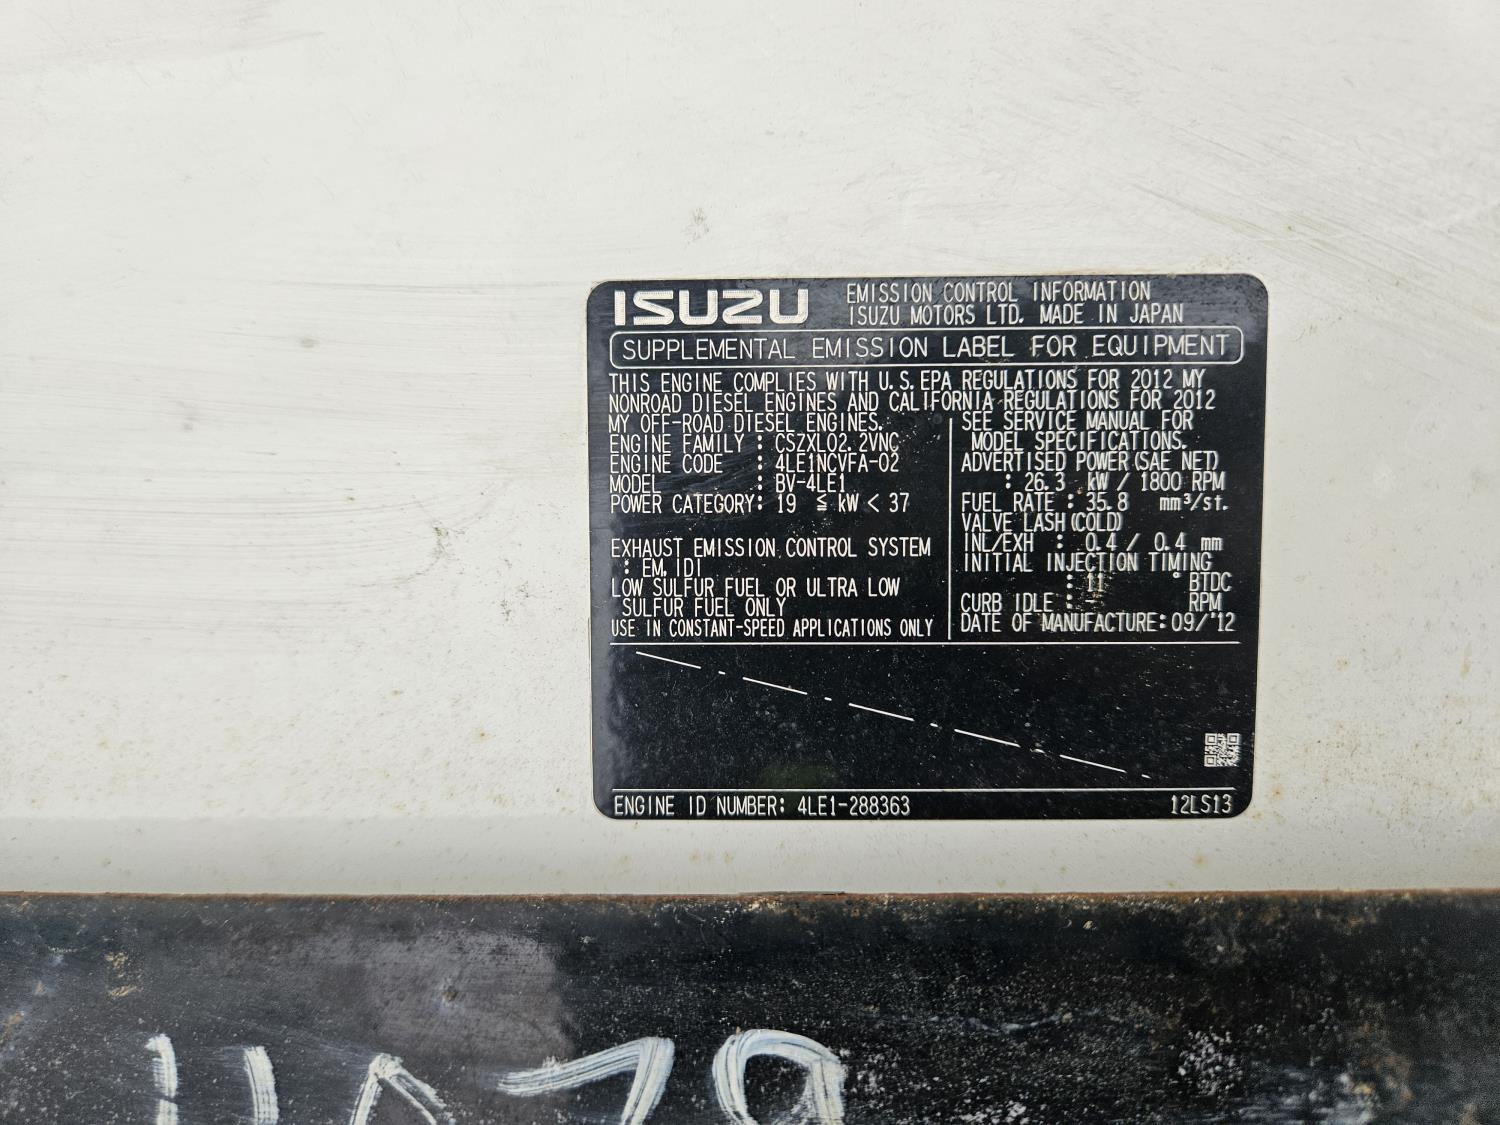 ISUZU EMISSION CONTROL INFORMATION
ISUZU MOTORS LTD. MADE IN JAPAN
SUPPLEMENTAL EMISSION LABEL FOR EQUIPMENT
THIS ENGINE COMPLIES WITH U.S. EPA REGULATIONS FOR 2012 MY
NONROAD DIESEL ENGINES AND CALIFORNIA REGULATIONS FOR 2012
MY OFF-ROAD DIESEL ENGINES.
ENGINE FAMILY : CSZXL02.2VNC
ENGINE CODE : 4LE1NCVFA-02
MODEL : BV-4LE1
POWER CATEGORY: 19 ≦ kW < 37
EXHAUST EMISSION CONTROL SYSTEM
: EM, IDI
LOW SULFUR FUEL OR ULTRA LOW
SULFUR FUEL ONLY
USE IN CONSTANT-SPEED APPLICATIONS ONLY
SEE SERVICE MANUAL FOR
MODEL SPECIFICATIONS.
ADVERTISED POWER (SAE NET)
: 26.3 kW / 1800 RPM
FUEL RATE : 35.8 mm³/st.
VALVE LASH (COLD)
INL/EXH : 0.4 / 0.4 mm
INITIAL INJECTION TIMING
: 11 ° BTDC
CURB IDLE : - RPM
DATE OF MANUFACTURE: 09/'12
ENGINE ID NUMBER: 4LE1-288363 12LS13